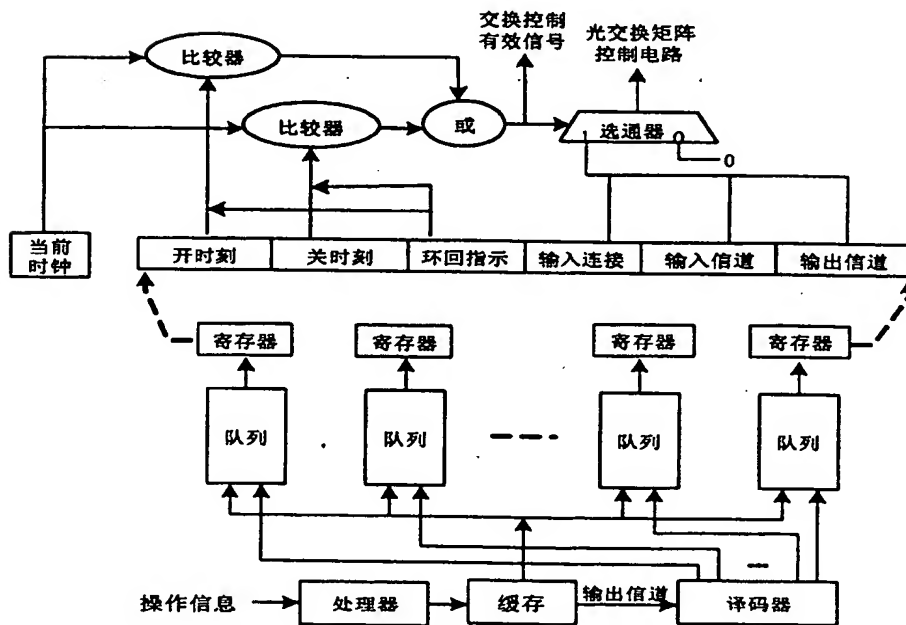 交换控制
有效信号
光交换矩阵
控制电路
比较器
比较器
或
选通器
1
0
0
当前
时钟
开时刻
关时刻
环回指示
输入连接
输入信道
输出信道
寄存器
寄存器
寄存器
寄存器
队列
队列
队列
队列
操作信息
处理器
缓存
输出信道
译码器